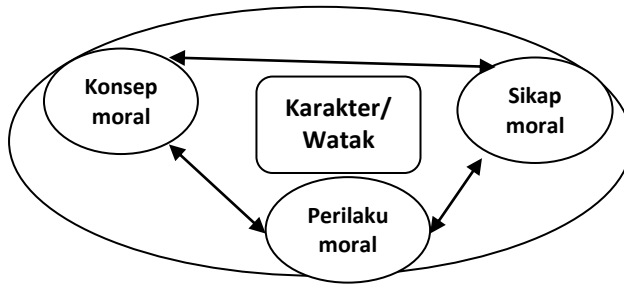 Konsep
moral
Karakter/
Watak
Sikap
moral
Perilaku
moral